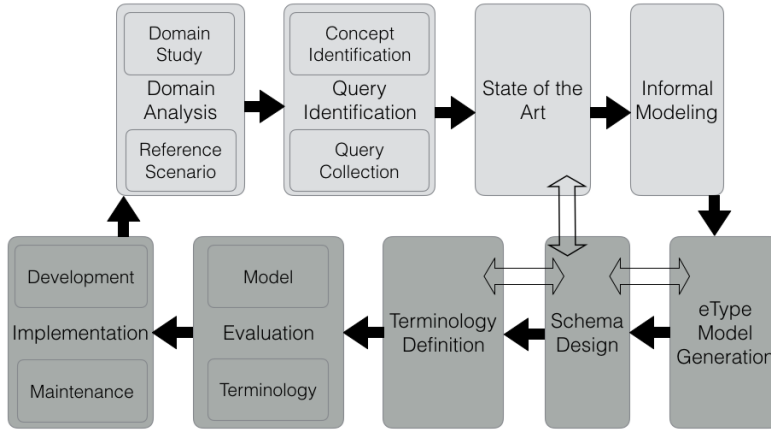 Domain
Study
Domain
Analysis
Reference
Scenario
Concept
Identification
Query
Identification
Query
Collection
State of the
Art
Informal
Modeling
Development
Implementation
Maintenance
Model
Evaluation
Terminology
Terminology
Definition
Schema
Design
eType
Model
Generation